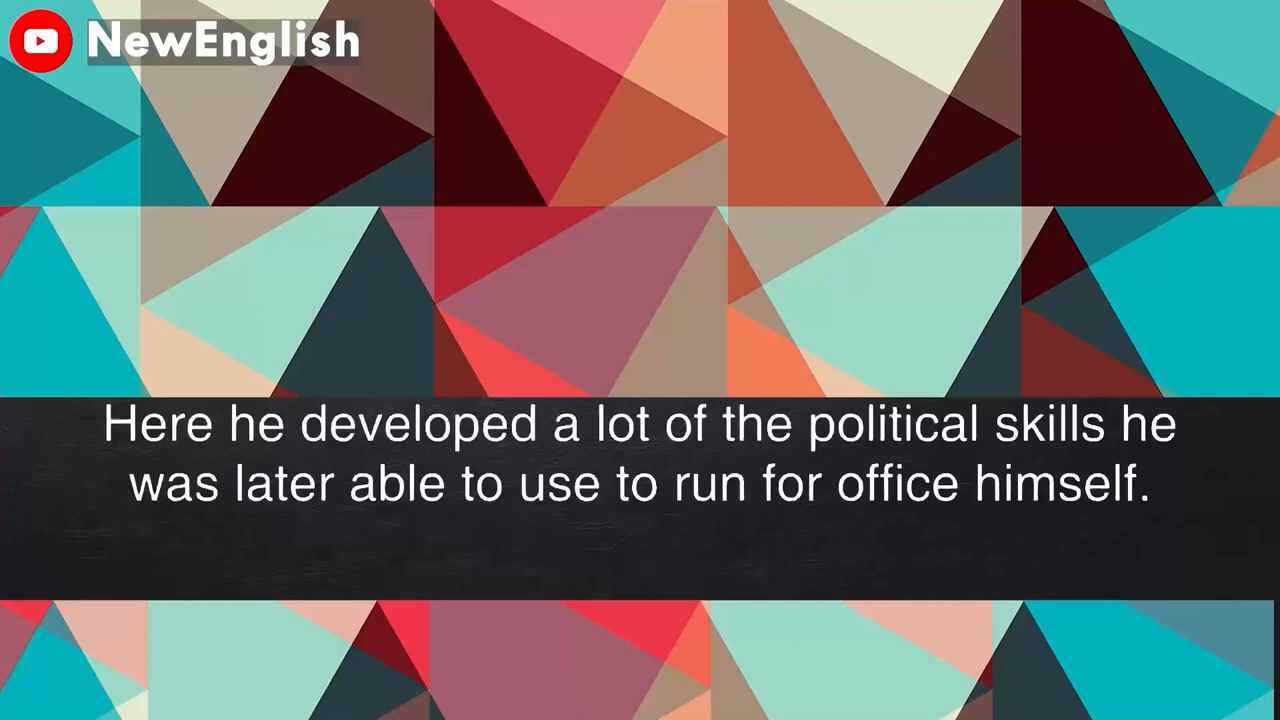 NewEnglish
Here he developed a lot of the political skills he
was later able to use to run for office himself.